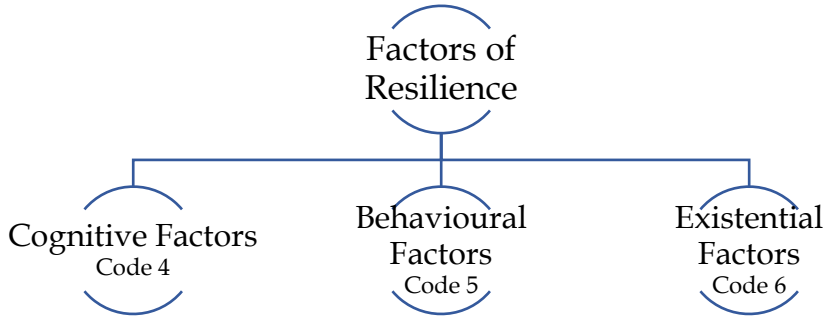 Factors of
Resilience
Cognitive Factors
Code 4
Behavioural
Factors
Code 5
Existential
Factors
Code 6